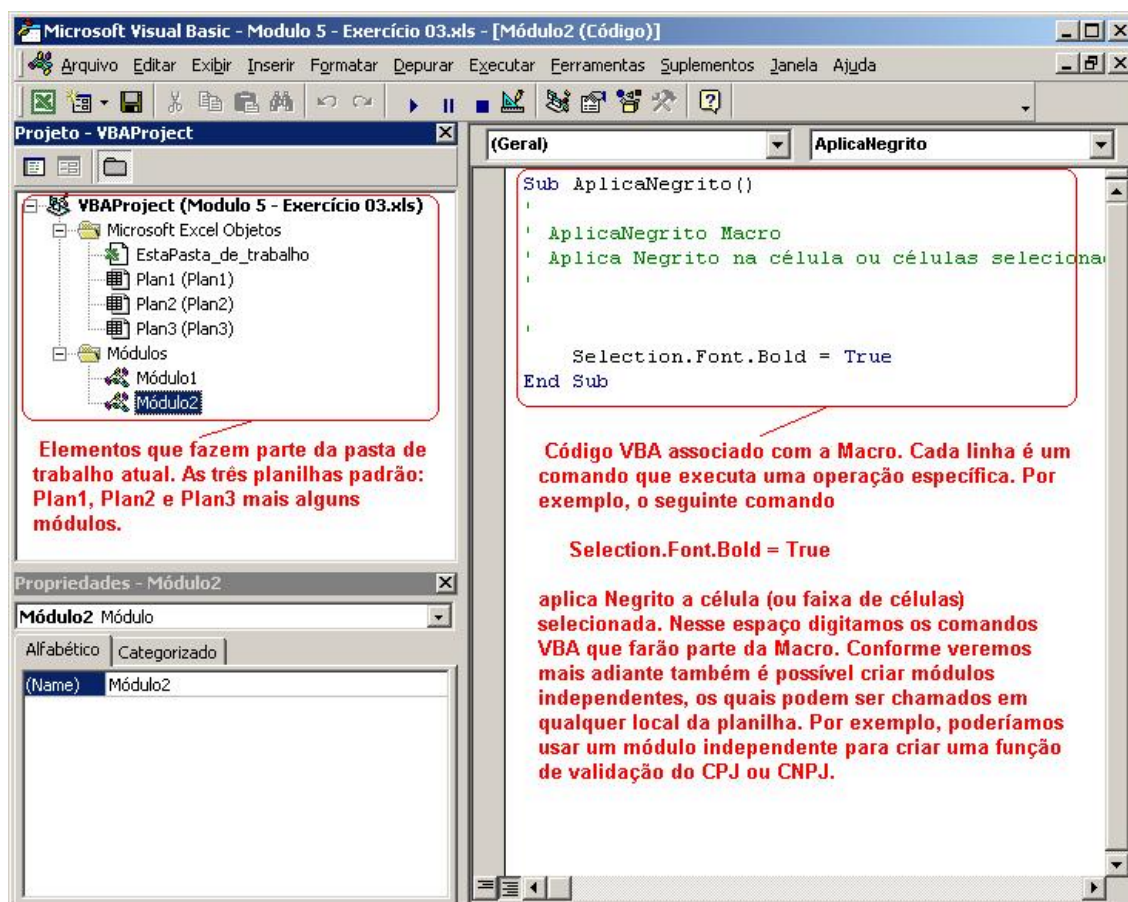 Microsoft Visual Basic - Modulo 5 - Exercício 03.xls - [Módulo2 (Código)]
Arquivo Editar Exibir Inserir Formatar Depurar Executar Ferramentas Suplementos Janela Ajuda
Projeto - VBAProject
VBAProject (Modulo 5 - Exercício 03.xls)
Microsoft Excel Objetos
EstaPasta_de_trabalho
Plan1 (Plan1)
Plan2 (Plan2)
Plan3 (Plan3)
Módulos
Módulo1
Módulo2
Elementos que fazem parte da pasta de
trabalho atual. As três planilhas padrão:
Plan1, Plan2 e Plan3 mais alguns
módulos.
Propriedades - Módulo2
Módulo2 Módulo
Alfabético Categorizado
(Name) Módulo2
(Geral) AplicaNegrito
Sub AplicaNegrito()
'
' AplicaNegrito Macro
' Aplica Negrito na célula ou células seleciona
'
'
Selection.Font.Bold = True
End Sub
Código VBA associado com a Macro. Cada linha é um
comando que executa uma operação específica. Por
exemplo, o seguinte comando
Selection.Font.Bold = True
aplica Negrito a célula (ou faixa de células)
selecionada. Nesse espaço digitamos os comandos
VBA que farão parte da Macro. Conforme veremos
mais adiante também é possível criar módulos
independentes, os quais podem ser chamados em
qualquer local da planilha. Por exemplo, poderíamos
usar um módulo independente para criar uma função
de validação do CPJ ou CNPJ.